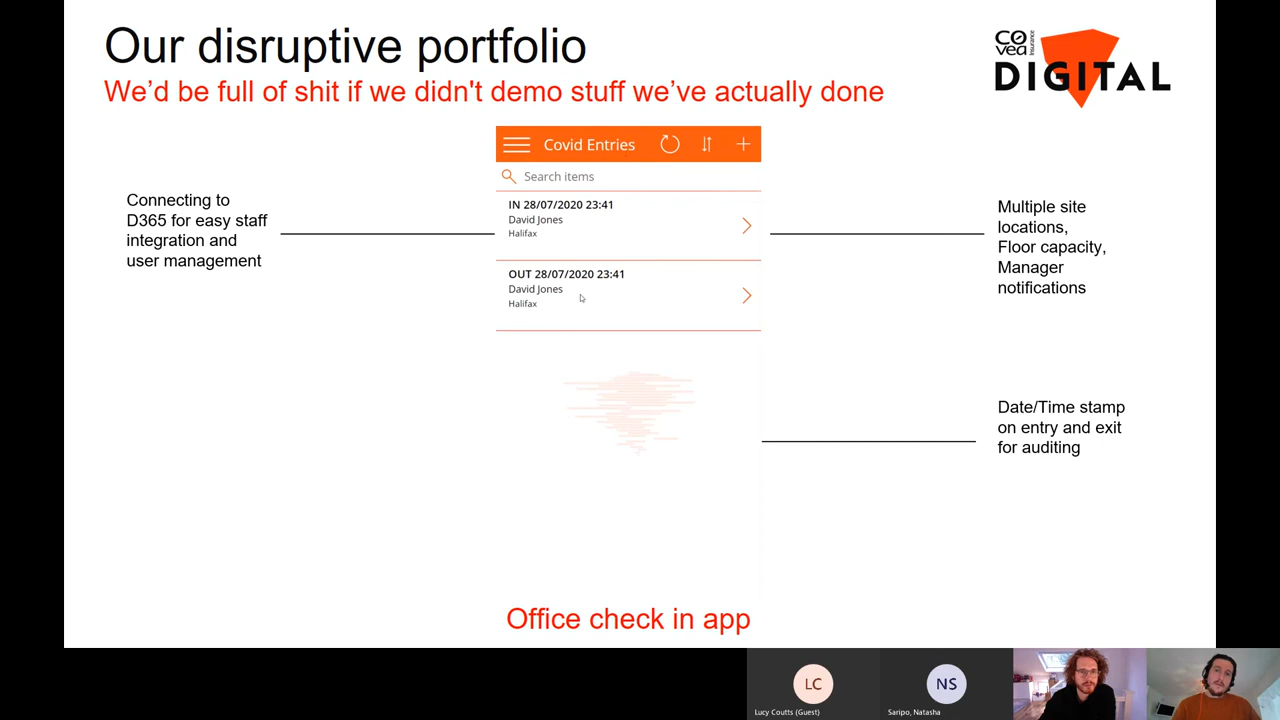 Our disruptive portfolio
We'd be full of shit if we didn't demo stuff we've actually done
CO
vea
Insurance
DIGITAL
Covid Entries
Search items
IN 28/07/2020 23:41
David Jones
Halifax
OUT 28/07/2020 23:41
David Jones
Halifax
Connecting to
D365 for easy staff
integration and
user management
Multiple site
locations,
Floor capacity,
Manager
notifications
Date/Time stamp
on entry and exit
for auditing
Office check in app
LC
Lucy Coutts (Guest)
NS
Saripo, Natasha